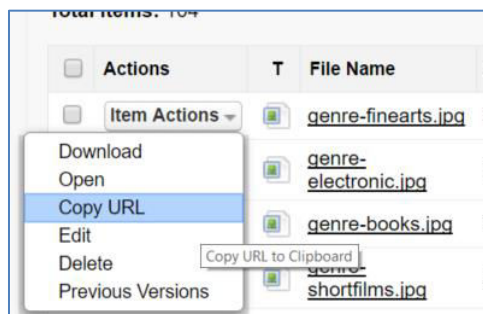 Total Items: 104
Actions T File Name
Item Actions genre-finearts.jpg
Download
Open
Copy URL
Edit
Delete
Previous Versions
genre-
electronic.jpg
genre-books.jpg
Copy URL to Clipboard
shortfilms.jpg